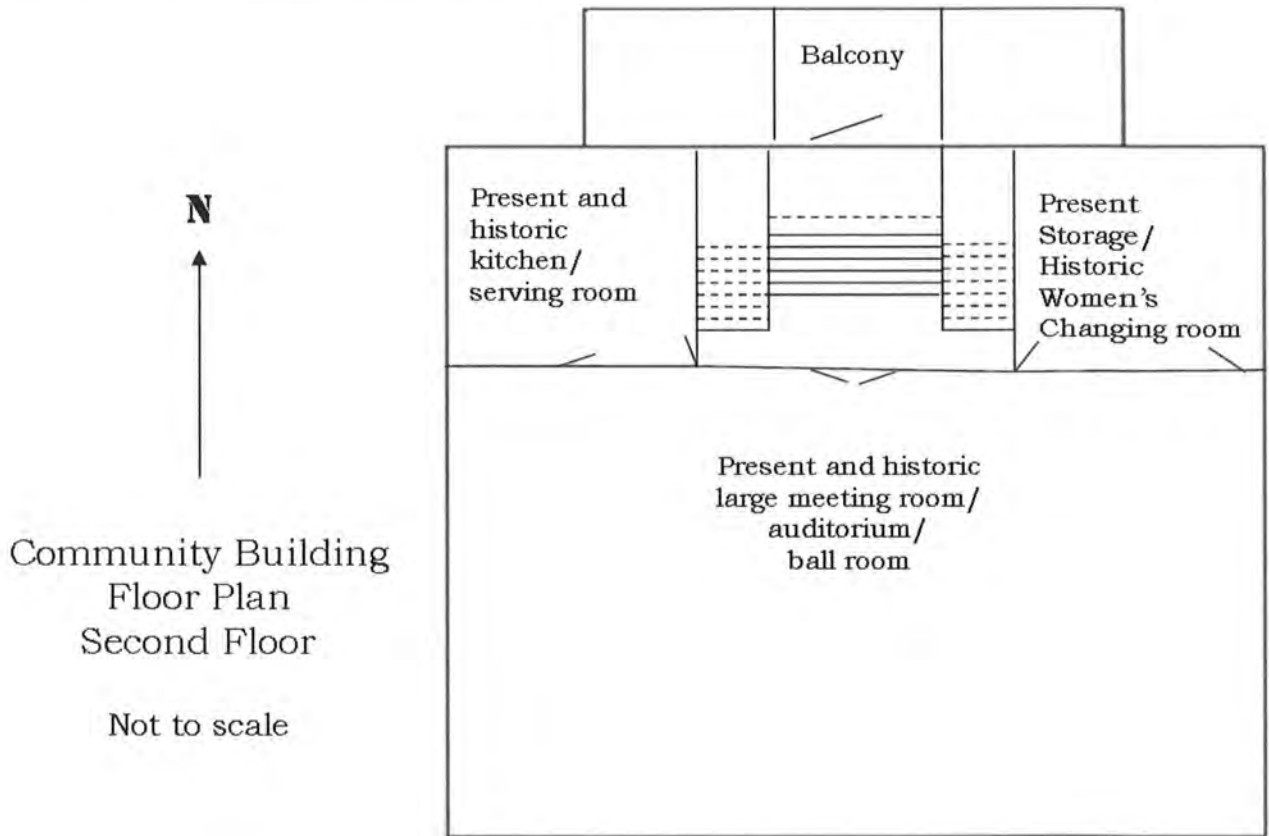 Balcony
Present and
historic
kitchen/
serving room
Present
Storage/
Historic
Women's
Changing room
N
Present and historic
large meeting room/
auditorium/
ball room
Community Building
Floor Plan
Second Floor
Not to scale